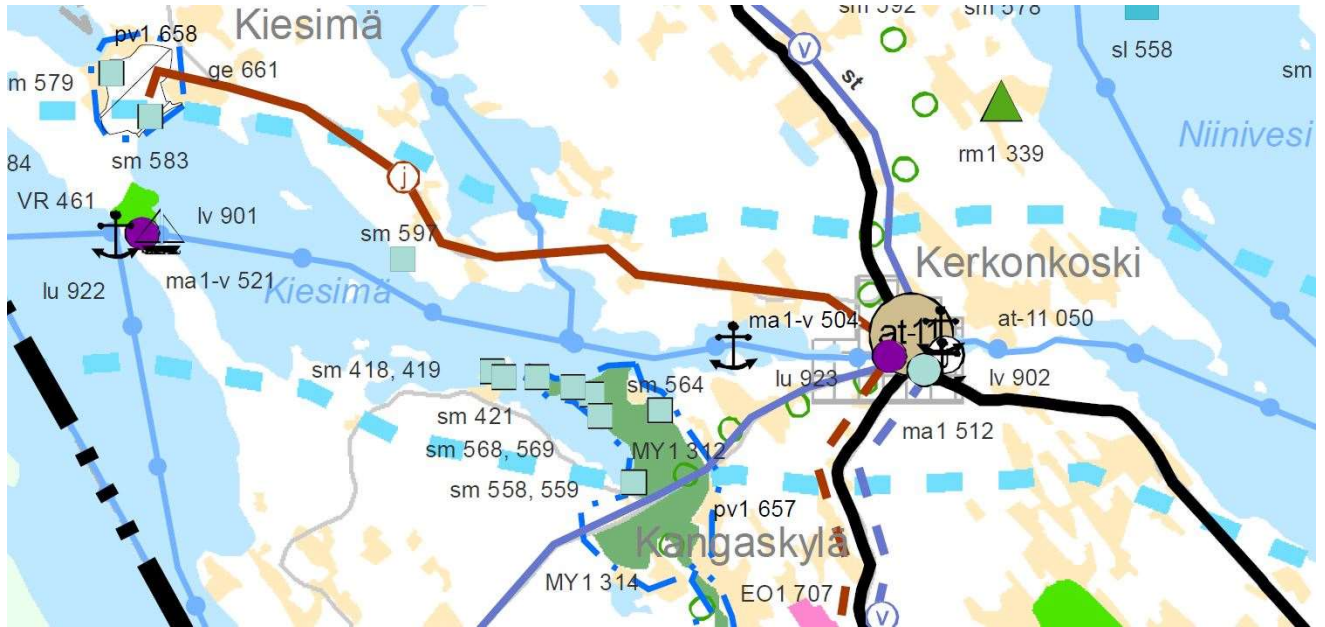 sm 592
sm 578
Kiesimä
pv1 658
v
sl 558
ge 661
st
sm
m 579
Niinivesi
rm1 339
sm 583
84
j
VR 461
lv 901
sm 597
Kerkonkoski
ma1-v 521
lu 922
Kiesimä
ma1-v 504
at-11
at-11 050
sm 418, 419
sm 564
lu 923
lv 902
sm 421
ma1 512
sm 568, 569
MY1 312
sm 558, 559
pv1 657
Kangaskylä
MY1 314
EO1 707
v